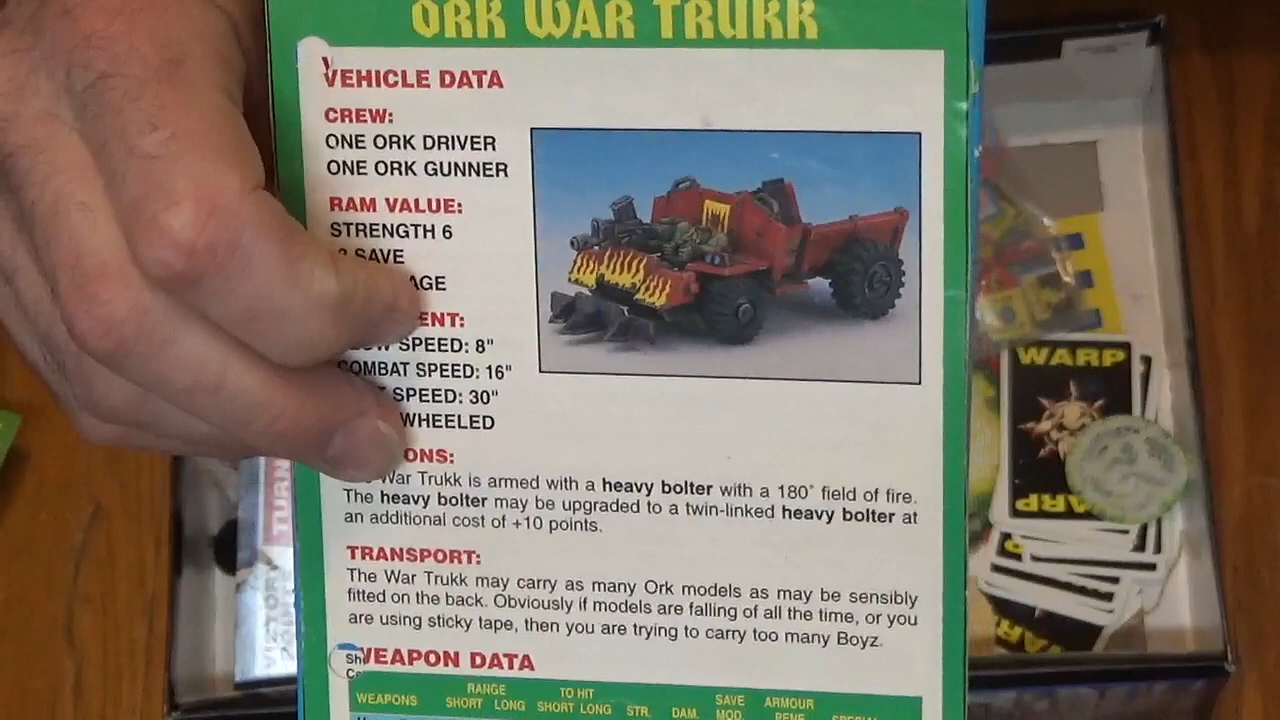 ORK WAR TRUKK
VEHICLE DATA
CREW:
ONE ORK DRIVER
ONE ORK GUNNER
RAM VALUE:
STRENGTH 6
SAVE
SPEED: 8"
COMBAT SPEED: 16"
SPEED: 30"
WHEELED
War Trukk is armed with a heavy bolter with a 180° field of fire.
The heavy bolter may be upgraded to a twin-linked heavy bolter at
an additional cost of +10 points.
TRANSPORT:
The War Trukk may carry as many Ork models as may be sensibly
fitted on the back. Obviously if models are falling of all the time, or you
are using sticky tape, then you are trying to carry too many Boyz.
WEAPON DATA
WEAPONS
RANGE
SHORT LONG
TO HIT
SHORT LONG
STR.
DAM.
SAVE
MOD.
ARMOUR
PENE.
SPECIAL
WARP
WARP